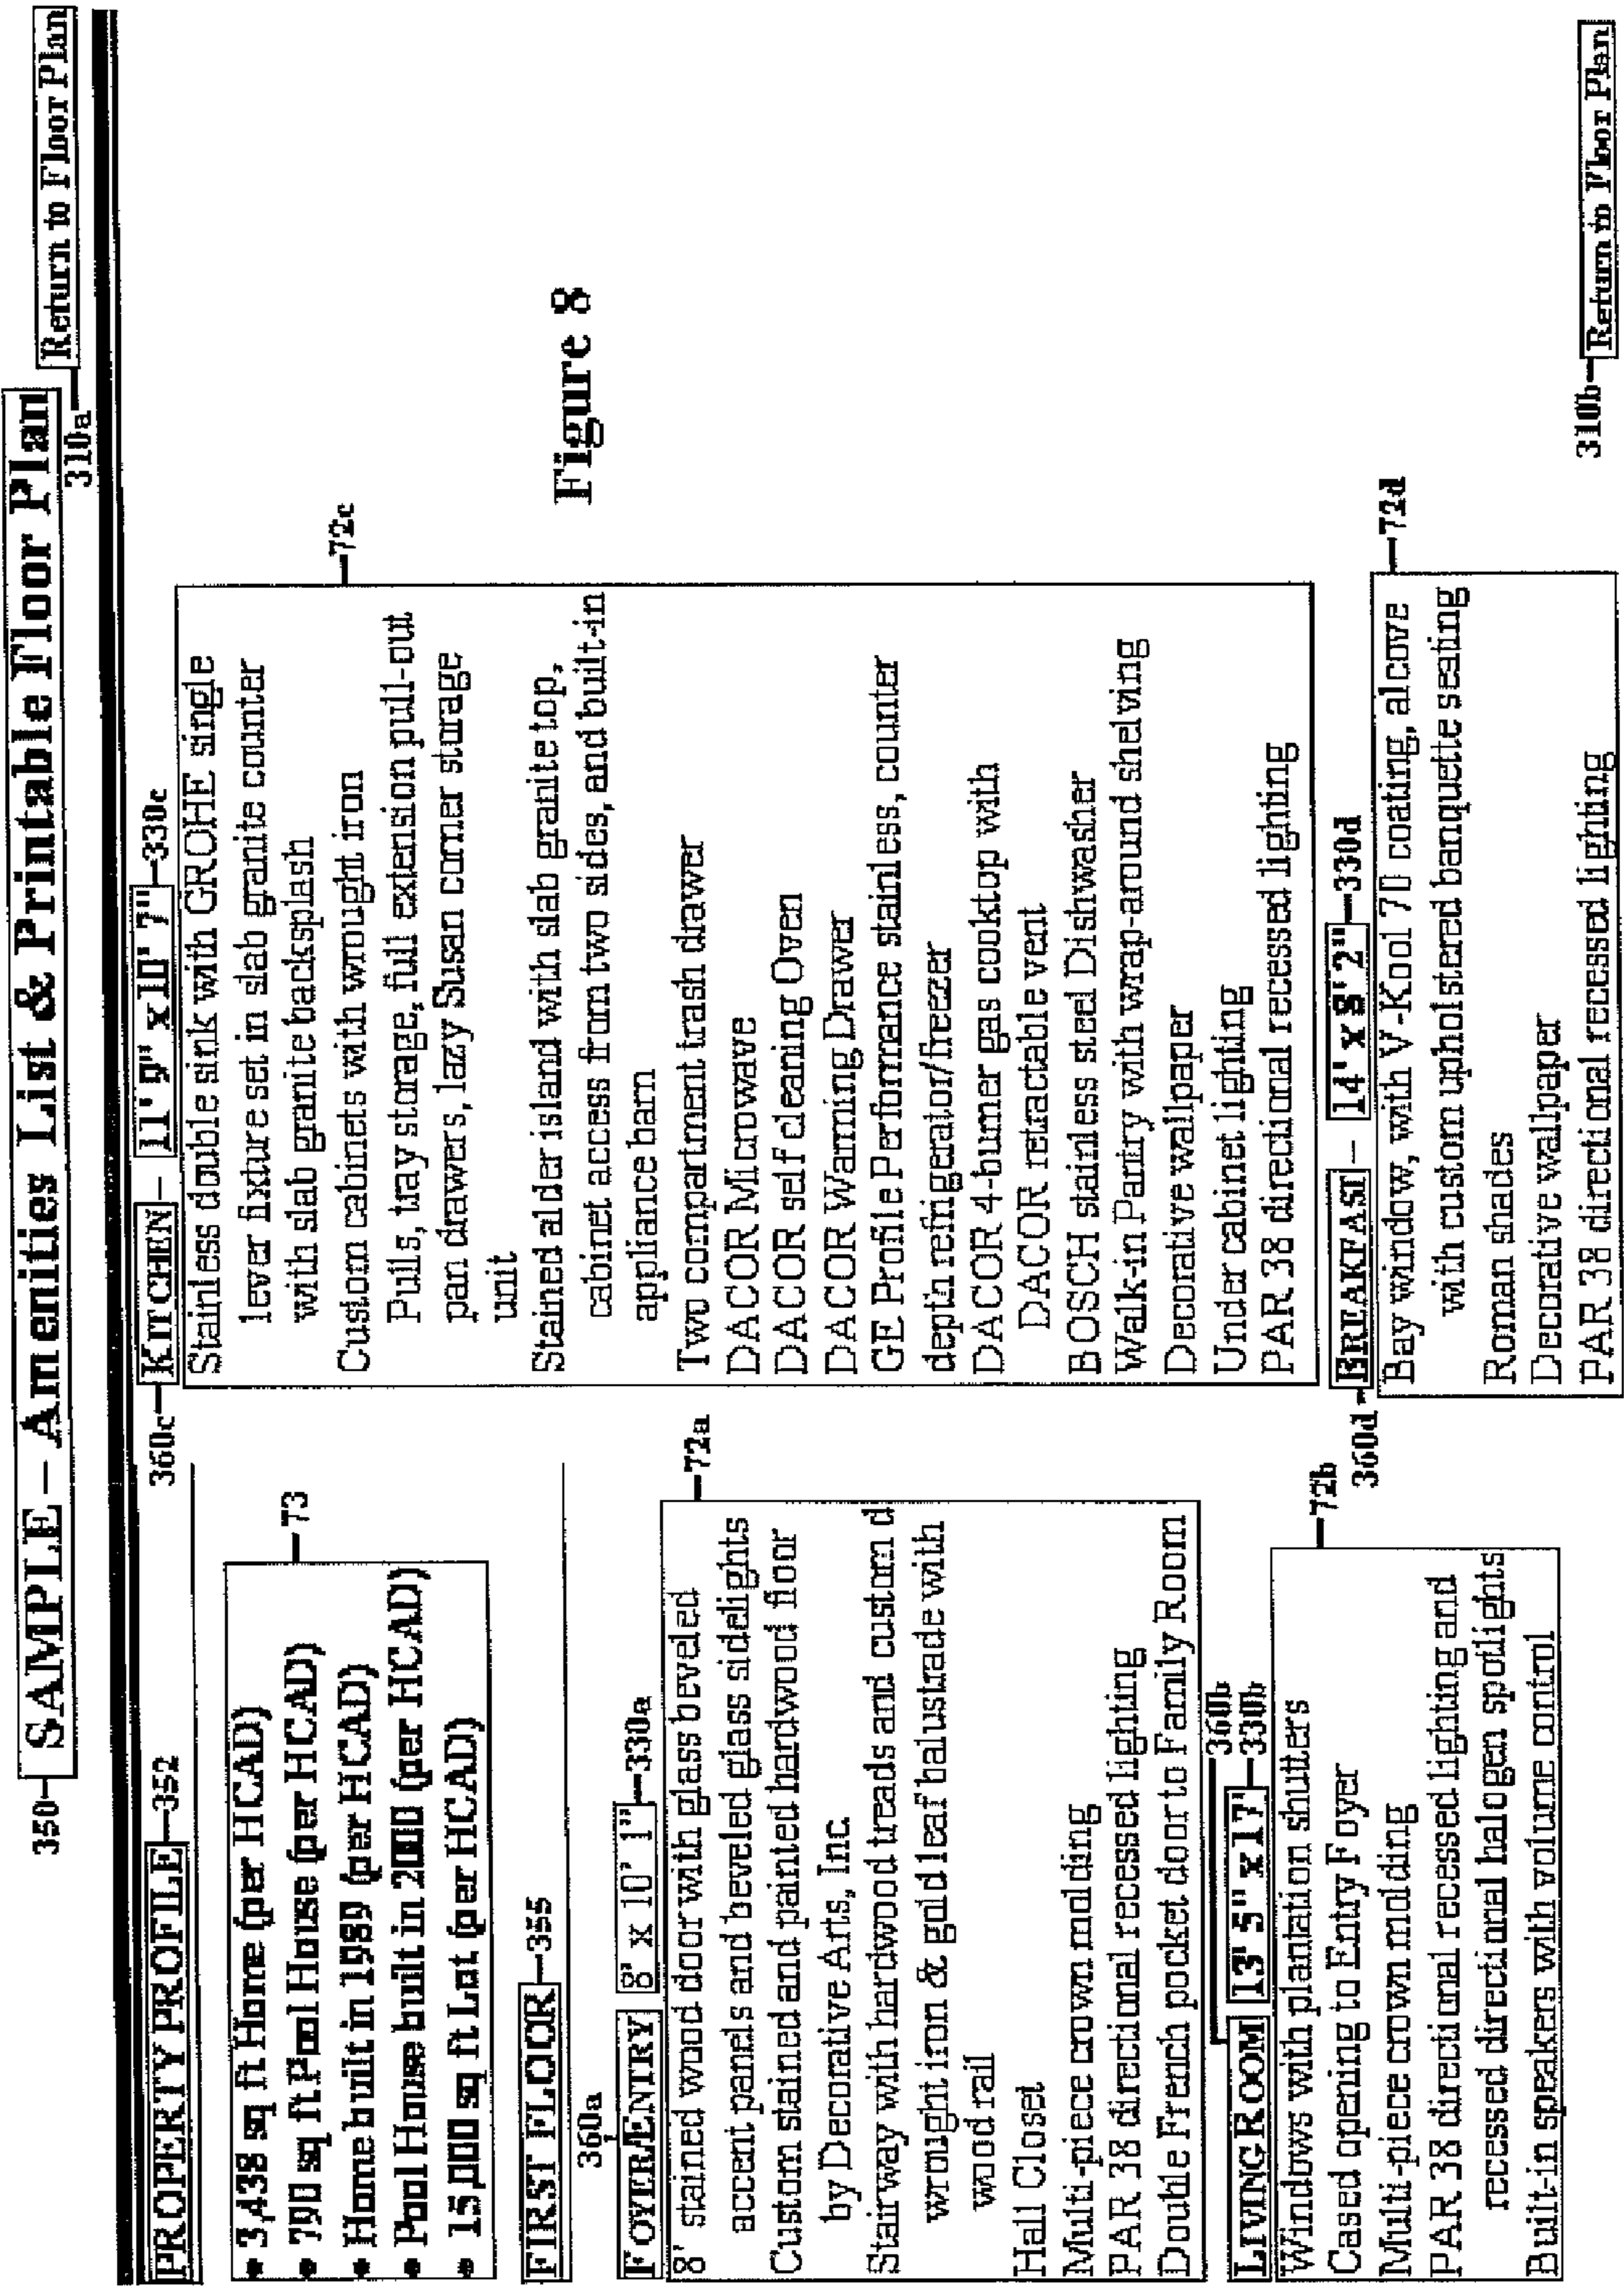 350 SAMPLE – Amenities List & Printable Floor Plan
310a Return to Floor Plan
PROPERTY PROFILE 352
• 3,438 sq ft Home (per HCAD)
• 790 sq ft Pool House (per HCAD)
• Home built in 1989 (per HCAD)
• Pool House built in 2000 (per HCAD)
• 15,000 sq ft Lot (per HCAD)
73
FIRST FLOOR 355
360a
FOYER/ENTRY 8' x 10' 1" 330a
8' stained wood door with glass beveled
accent panels and beveled glass sidelights
Custom stained and painted hardwood floor
by Decorative Arts, Inc.
Stairway with hardwood treads and custom d
wrought iron & gold leaf balustrade with
wood rail
Hall Closet
Multi-piece crown molding
PAR 38 directional recessed lighting
Double French pocket door to Family Room
72a
360b
LIVING ROOM 13' 5" x 17' 330b
Windows with plantation shutters
Cased opening to Entry Foyer
Multi-piece crown molding
PAR 38 directional recessed lighting and
recessed directional halogen spotlights
Built-in speakers with volume control
72b
360c KITCHEN – 11' 9" x 10' 7" 330c
Stainless double sink with GROHE single
lever fixture set in slab granite counter
with slab granite backsplash
Custom cabinets with wrought iron
Pulls, tray storage, full extension pull-out
pan drawers, lazy Susan corner storage
unit
Stained alder island with slab granite top,
cabinet access from two sides, and built-in
appliance barn
Two compartment trash drawer
DACOR Microwave
DACOR self cleaning Oven
DACOR Warming Drawer
GE Profile Performance stainless, counter
depth refrigerator/freezer
DACOR 4-burner gas cooktop with
DACOR retractable vent
BOSCH stainless steel Dishwasher
Walk-in Pantry with wrap-around shelving
Decorative wallpaper
Under cabinet lighting
PAR 38 directional recessed lighting
72c
360d BREAKFAST – 14' x 8' 2" 330d
Bay window, with V-Kool 70 coating, alcove
with custom upholstered banquette seating
Roman shades
Decorative wallpaper
PAR 38 directional recessed lighting
72d
Figure 8
310b Return to Floor Plan